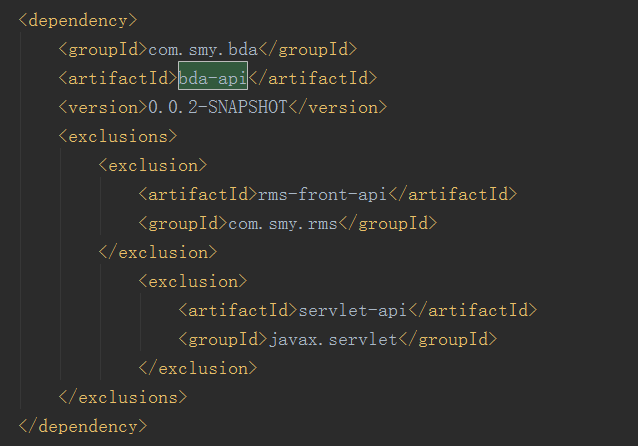 <dependency>
<groupId>com.smy.bda</groupId>
<artifactId>bda-api</artifactId>
<version>0.0.2-SNAPSHOT</version>
<exclusions>
<exclusion>
<artifactId>rms-front-api</artifactId>
<groupId>com.smy.rms</groupId>
</exclusion>
<exclusion>
<artifactId>servlet-api</artifactId>
<groupId>javax.servlet</groupId>
</exclusion>
</exclusions>
</dependency>